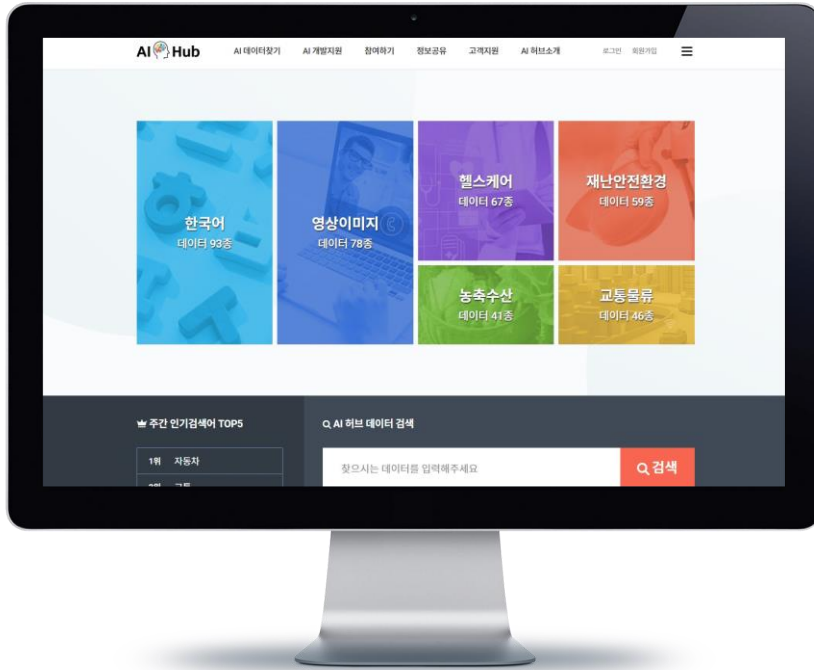 AI Hub
AI 데이터찾기 AI 개발지원 참여하기 정보공유 고객지원 AI 허브소개 로그인 회원가입
한국어
데이터 93종
영상이미지
데이터 78종
헬스케어
데이터 67종
재난안전환경
데이터 59종
농축수산
데이터 41종
교통물류
데이터 46종
주간 인기검색어 TOP5
1위 자동차
AI 허브 데이터 검색
찾으시는 데이터를 입력해주세요
검색